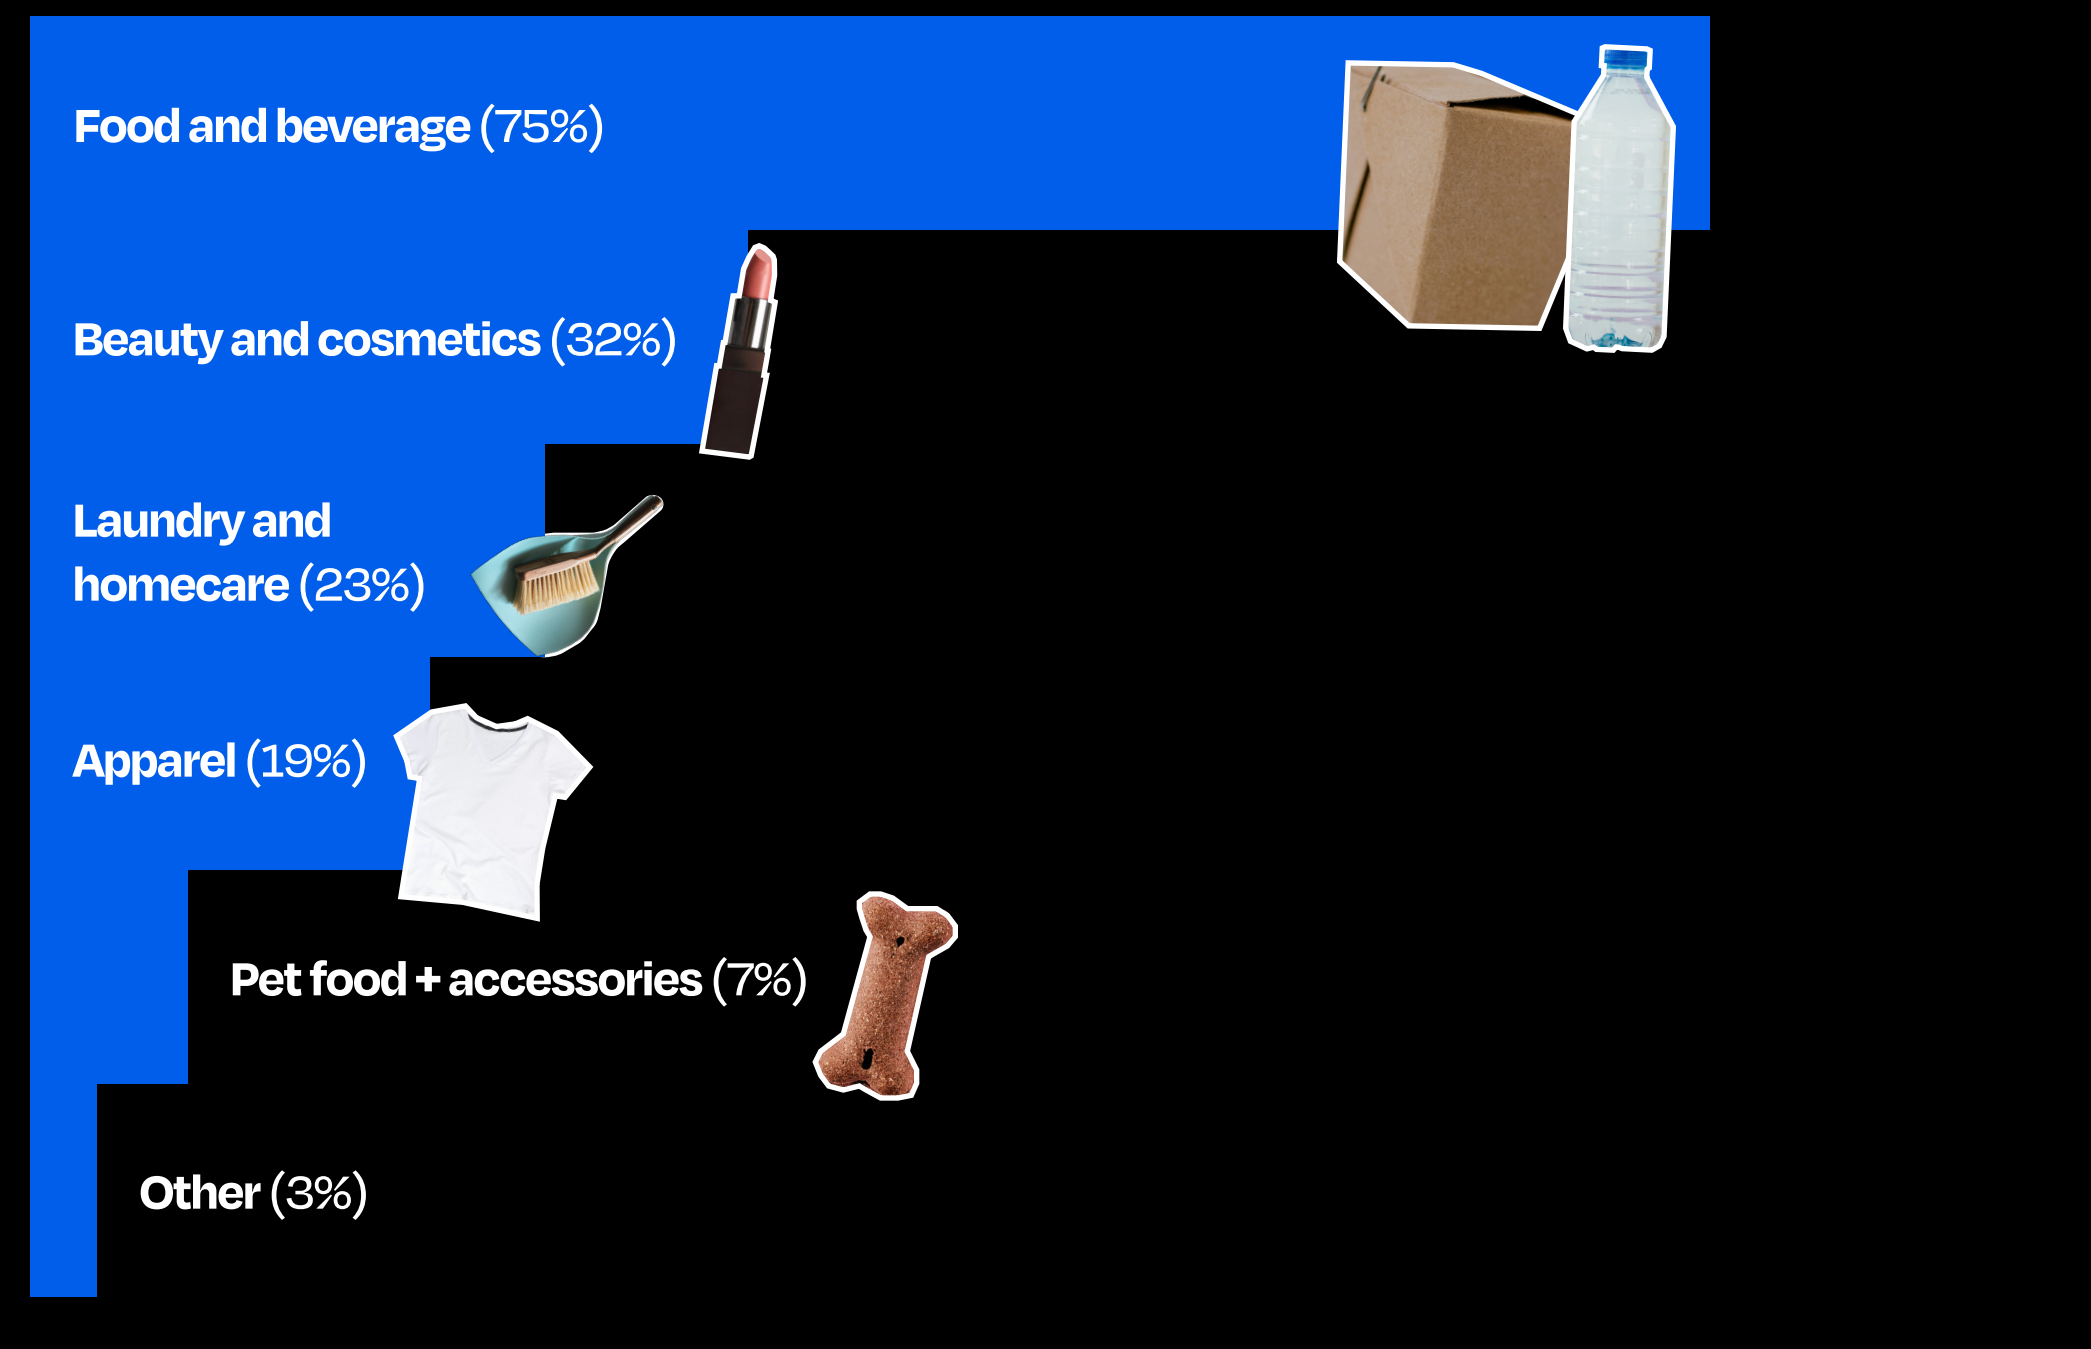 Food and beverage (75%)
Beauty and cosmetics (32%)
Laundry and
homecare (23%)
Apparel (19%)
Pet food + accessories (7%)
Other (3%)